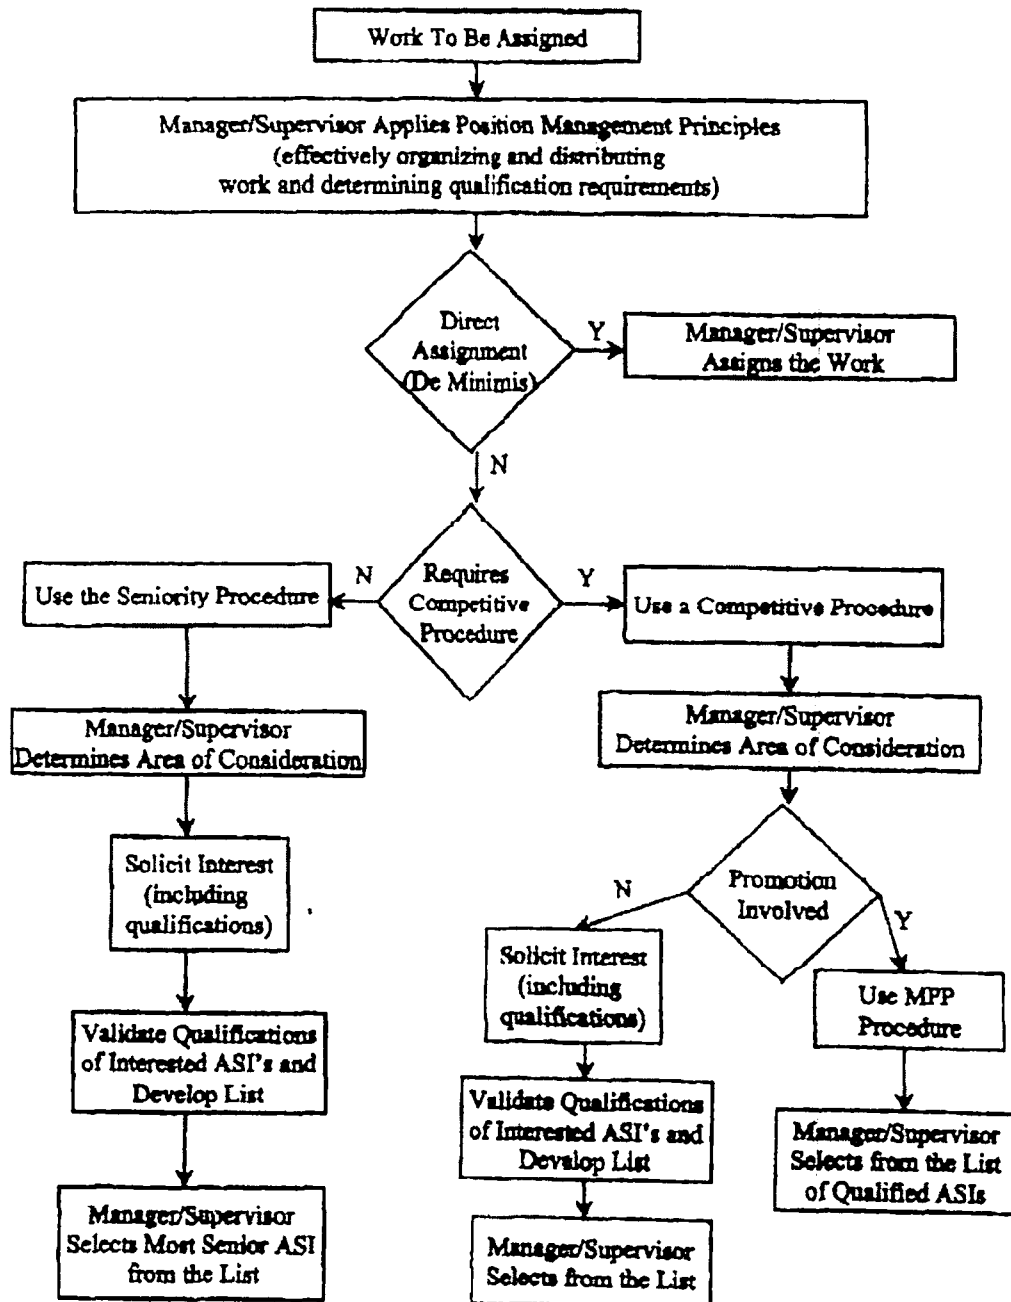 Work To Be Assigned
Manager/Supervisor Applies Position Management Principles
(effectively organizing and distributing
work and determining qualification requirements)
Direct
Assignment
(De Minimis)
Y
Manager/Supervisor
Assigns the Work
N
Requires
Competitive
Procedure
N
Use the Seniority Procedure
Y
Use a Competitive Procedure
Manager/Supervisor
Determines Area of Consideration
Solicit Interest
(including
qualifications)
Validate Qualifications
of Interested ASI's and
Develop List
Manager/Supervisor
Selects Most Senior ASI
from the List
Manager/Supervisor
Determines Area of Consideration
Promotion
Involved
N
Solicit Interest
(including
qualifications)
Validate Qualifications
of Interested ASI's and
Develop List
Manager/Supervisor
Selects from the List
Y
Use MPP
Procedure
Manager/Supervisor
Selects from the List
of Qualified ASIs